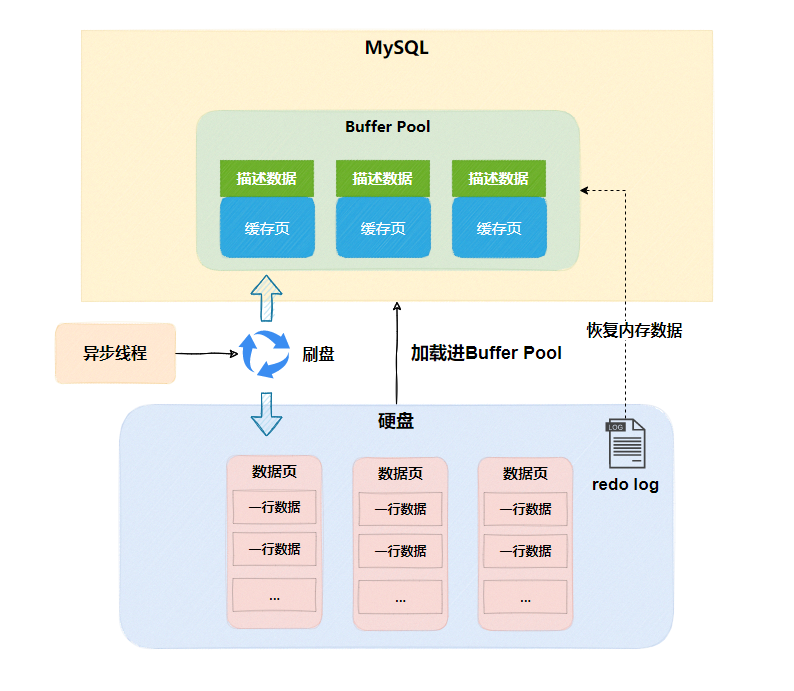 MySQL
Buffer Pool
描述数据
描述数据
描述数据
缓存页
缓存页
缓存页
恢复内存数据
异步线程
刷盘
加载进Buffer Pool
硬盘
LOG
redo log
数据页
数据页
数据页
一行数据
一行数据
一行数据
一行数据
一行数据
一行数据
...
...
...